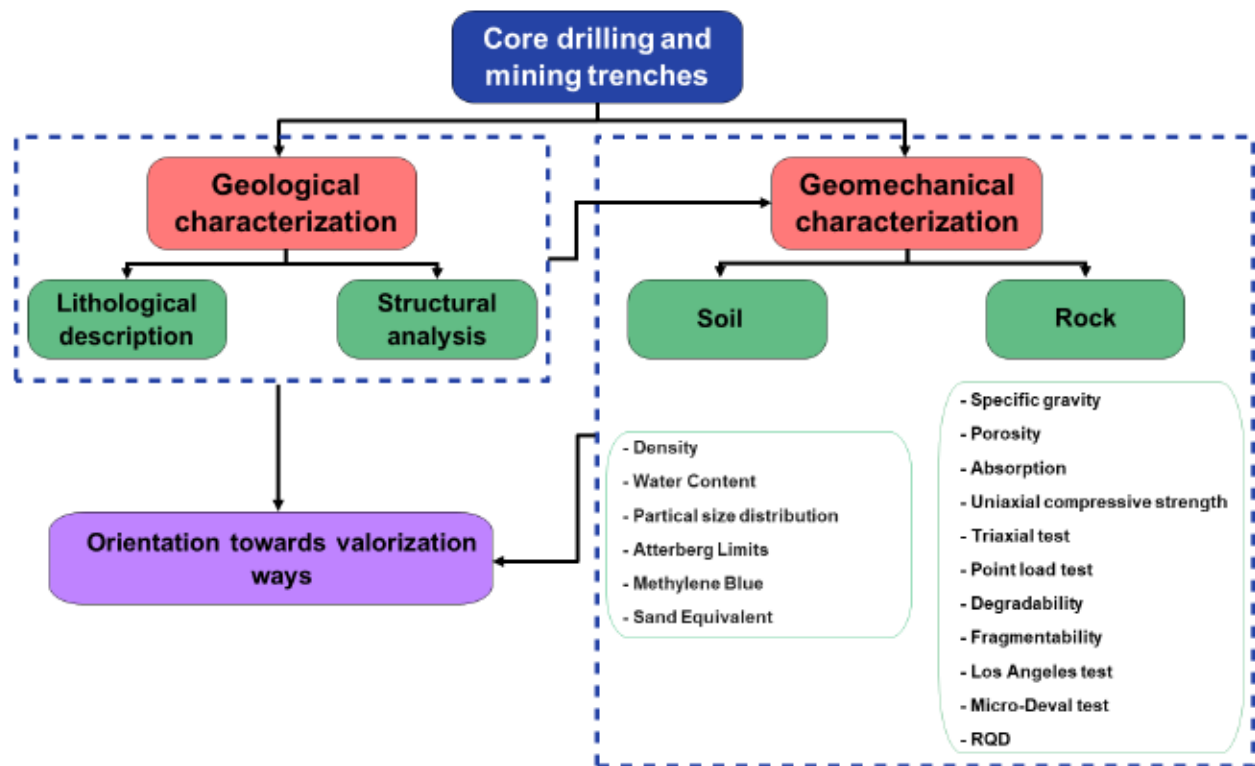 Core drilling and
mining trenches
Geological
characterization
Geomechanical
characterization
Lithological
description
Structural
analysis
Soil
Rock
- Density
- Water Content
- Partical size distribution
- Atterberg Limits
- Methylene Blue
- Sand Equivalent
- Specific gravity
- Porosity
- Absorption
- Uniaxial compressive strength
- Triaxial test
- Point load test
- Degradability
- Fragmentability
- Los Angeles test
- Micro-Deval test
- RQD
Orientation towards valorization
ways